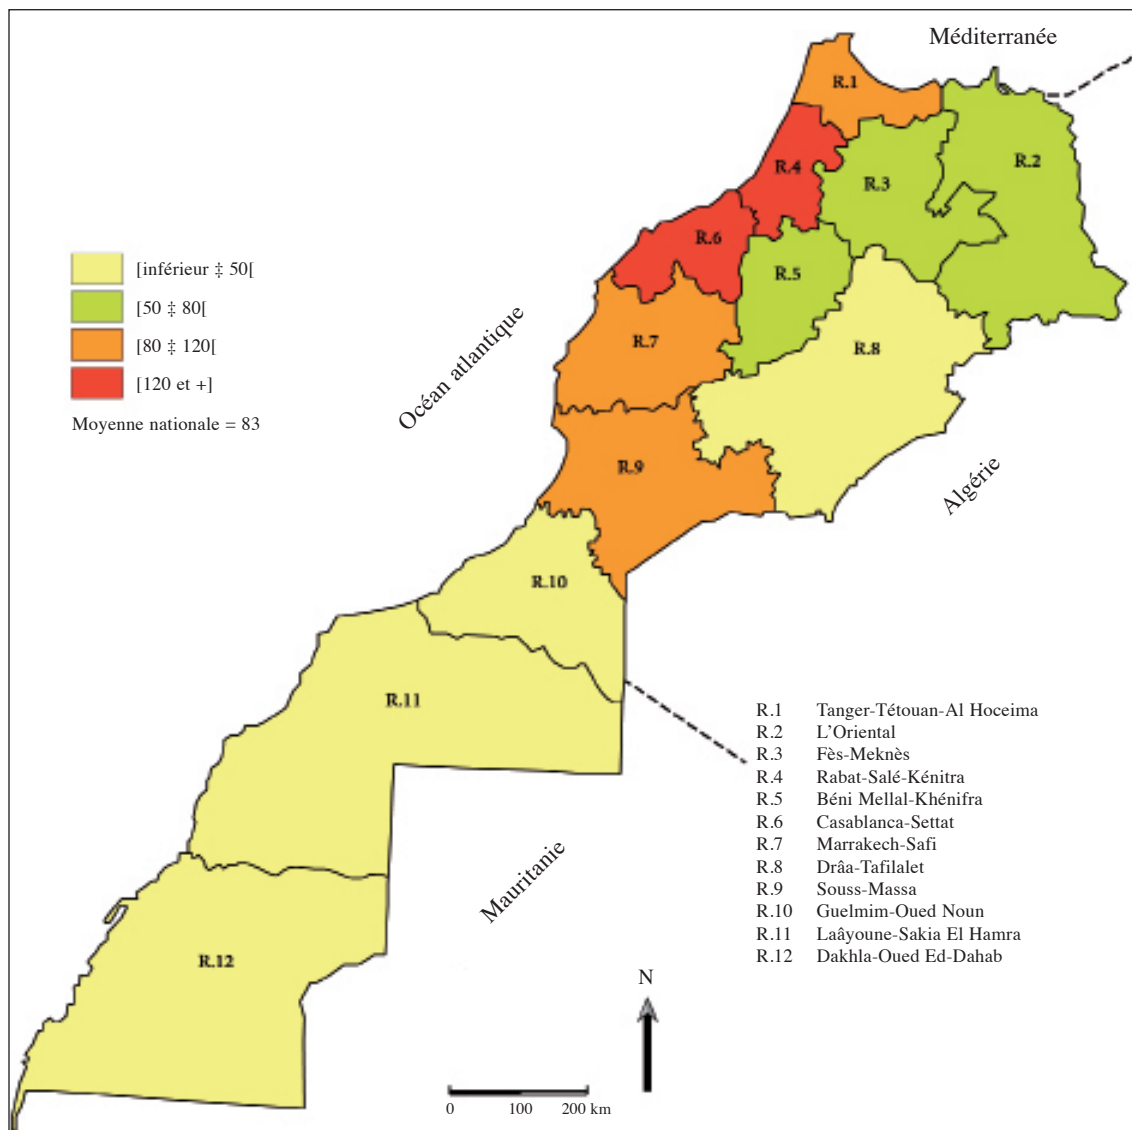 Méditerranée
R.1
R.2
R.3
R.4
R.6
R.5
R.7
R.8
R.9
R.10
R.11
R.12
[inférieur ‡ 50[
[50 ‡ 80[
[80 ‡ 120[
[120 et +]
Moyenne nationale = 83
Océan atlantique
Algérie
Mauritanie
R.1 Tanger-Tétouan-Al Hoceima
R.2 L’Oriental
R.3 Fès-Meknès
R.4 Rabat-Salé-Kénitra
R.5 Béni Mellal-Khénifra
R.6 Casablanca-Settat
R.7 Marrakech-Safi
R.8 Drâa-Tafilalet
R.9 Souss-Massa
R.10 Guelmim-Oued Noun
R.11 Laâyoune-Sakia El Hamra
R.12 Dakhla-Oued Ed-Dahab
N
0 100 200 km